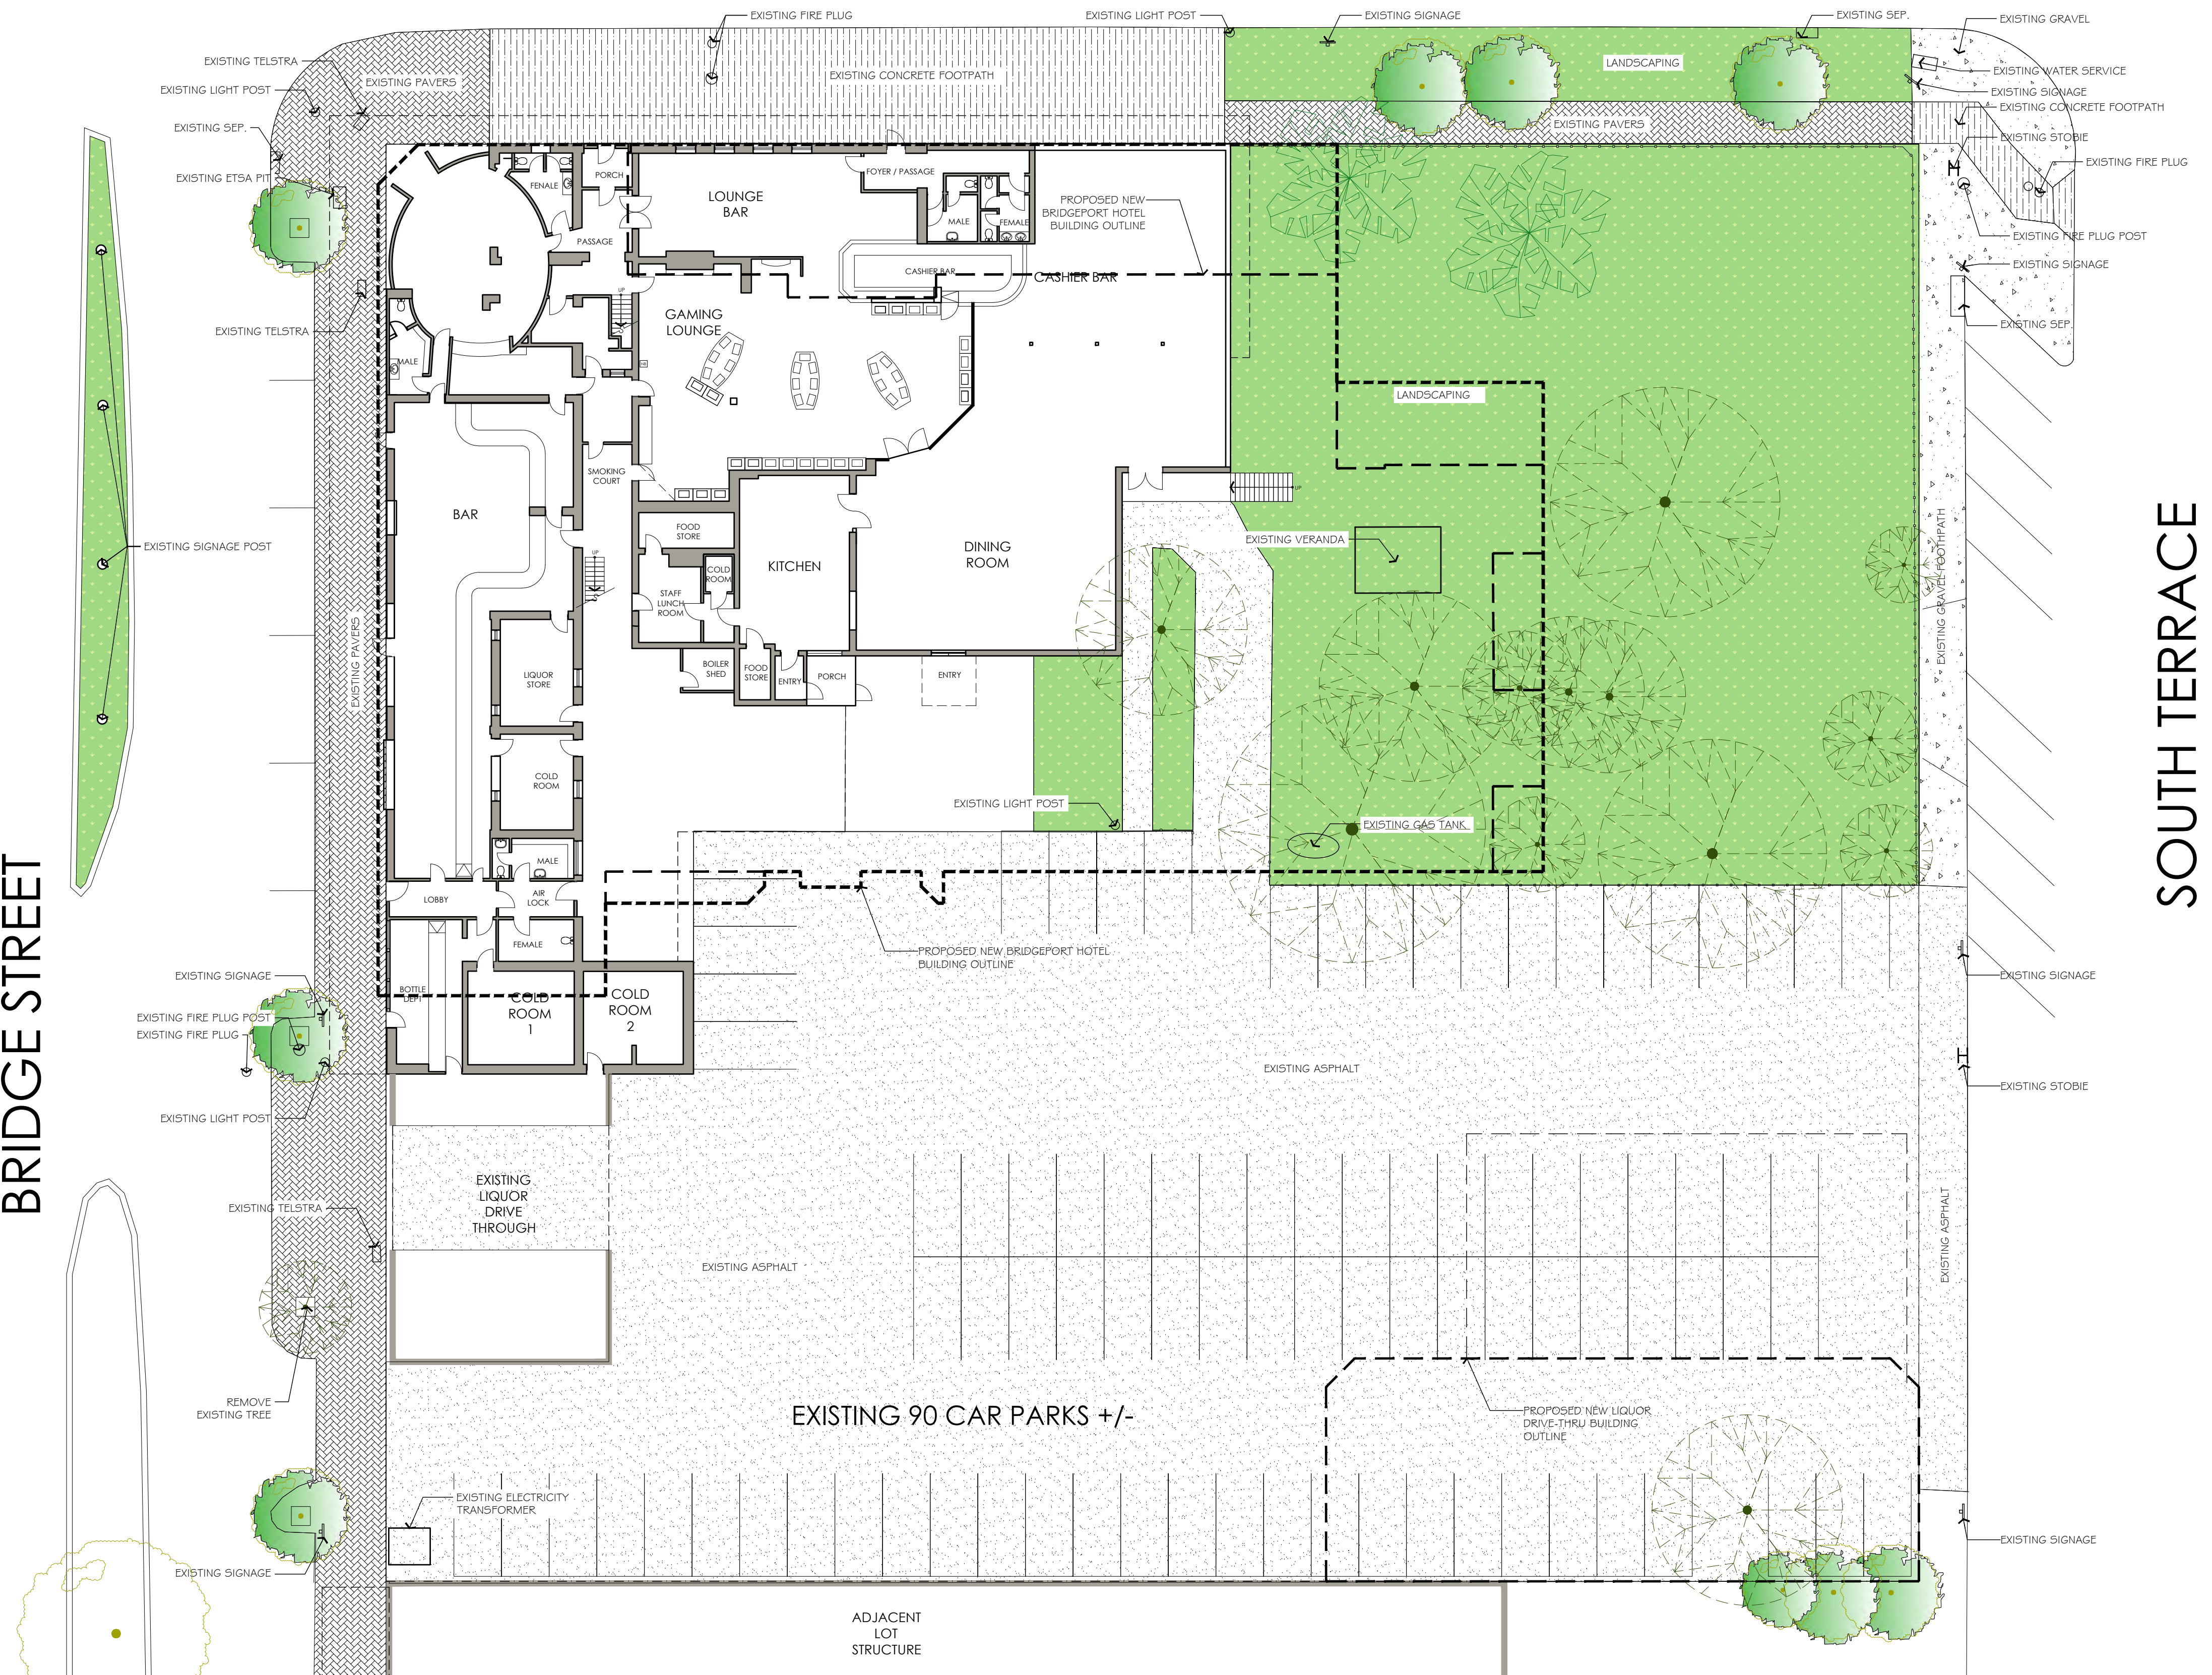 EXISTING FIRE PLUG
EXISTING LIGHT POST
EXISTING SIGNAGE
EXISTING SEP.
EXISTING GRAVEL
EXISTING TELSTRA
EXISTING PAVERS
EXISTING CONCRETE FOOTPATH
LANDSCAPING
EXISTING WATER SERVICE
EXISTING LIGHT POST
EXISTING SIGNAGE
EXISTING CONCRETE FOOTPATH
EXISTING SEP.
EXISTING PAVERS
EXISTING STOBIE
EXISTING FIRE PLUG
EXISTING ETSA PIT
FENALE
PORCH
LOUNGE
BAR
FOYER / PASSAGE
MALE
FEMALE
PROPOSED NEW
BRIDGEPORT HOTEL
BUILDING OUTLINE
PASSAGE
EXISTING FIRE PLUG POST
CASHIER BAR
CASHIER BAR
EXISTING SIGNAGE
UP
GAMING
LOUNGE
EXISTING TELSTRA
EXISTING SEP.
MALE
LANDSCAPING
SMOKING
COURT
UP
BAR
FOOD
STORE
EXISTING SIGNAGE POST
UP
COLD
ROOM
KITCHEN
DINING
ROOM
EXISTING VERANDA
EXISTING GRAVEL FOOTHPATH
SOUTH TERRACE
STAFF
LUNCH
ROOM
EXISTING PAVERS
LIQUOR
STORE
BOILER
SHED
FOOD
STORE
ENTRY
PORCH
ENTRY
COLD
ROOM
EXISTING LIGHT POST
EXISTING GAS TANK
MALE
LOBBY
AIR
LOCK
FEMALE
PROPOSED NEW BRIDGEPORT HOTEL
BUILDING OUTLINE
BRIDGE STREET
EXISTING SIGNAGE
EXISTING SIGNAGE
BOTTLE
DEPT
COLD
ROOM
1
COLD
ROOM
2
EXISTING FIRE PLUG POST
EXISTING FIRE PLUG
EXISTING ASPHALT
EXISTING STOBIE
EXISTING LIGHT POST
EXISTING
LIQUOR
DRIVE
THROUGH
EXISTING TELSTRA
EXISTING ASPHALT
EXISTING ASPHALT
REMOVE
EXISTING TREE
EXISTING 90 CAR PARKS +/-
PROPOSED NEW LIQUOR
DRIVE-THRU BUILDING
OUTLINE
EXISTING ELECTRICITY
TRANSFORMER
EXISTING SIGNAGE
EXISTING SIGNAGE
ADJACENT
LOT
STRUCTURE